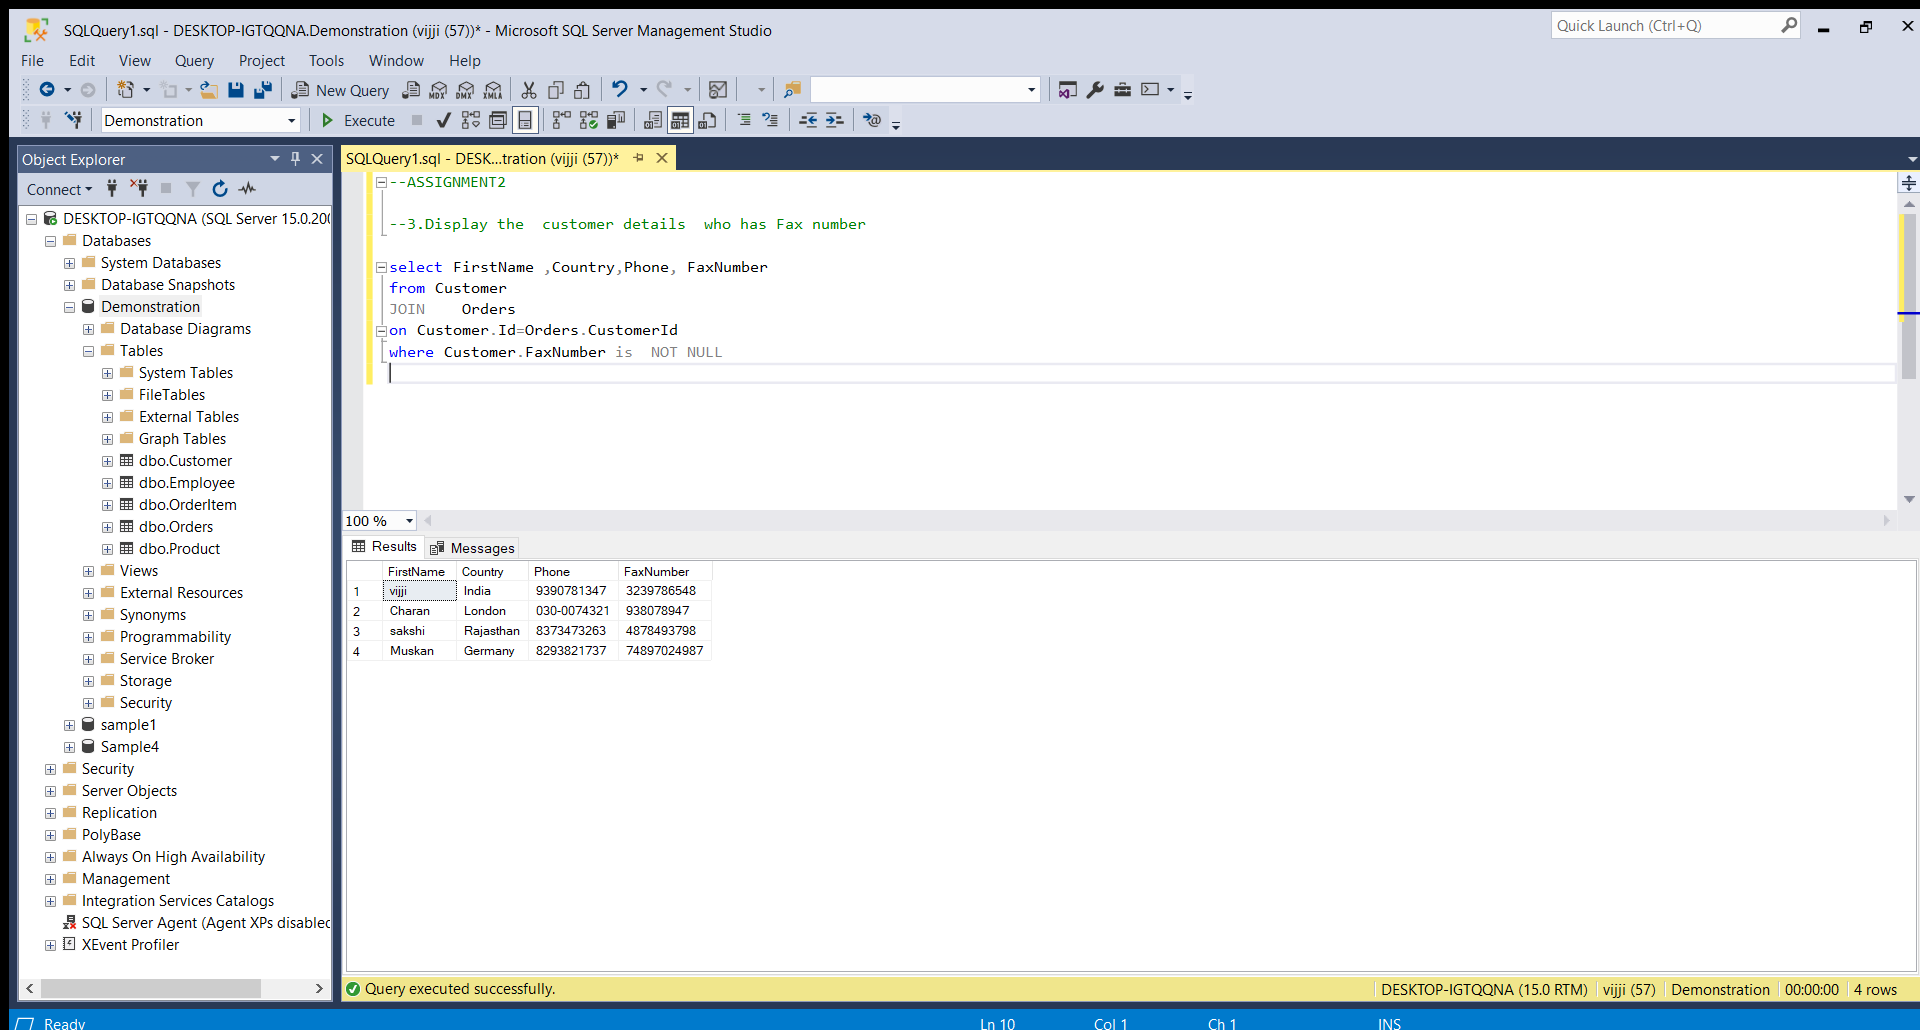 SQLQuery1.sql - DESKTOP-IGTQQNA.Demonstration (vijji (57))* - Microsoft SQL Server Management Studio
Quick Launch (Ctrl+Q)
File Edit View Query Project Tools Window Help
New Query
MDX DMX XMLA
Demonstration
Execute
Object Explorer
Connect
DESKTOP-IGTQQNA (SQL Server 15.0.200
Databases
System Databases
Database Snapshots
Demonstration
Database Diagrams
Tables
System Tables
FileTables
External Tables
Graph Tables
dbo.Customer
dbo.Employee
dbo.OrderItem
dbo.Orders
dbo.Product
Views
External Resources
Synonyms
Programmability
Service Broker
Storage
Security
sample1
Sample4
Security
Server Objects
Replication
PolyBase
Always On High Availability
Management
Integration Services Catalogs
SQL Server Agent (Agent XPs disabled
XEvent Profiler
SQLQuery1.sql - DESK...tration (vijji (57))*
--ASSIGNMENT2
--3.Display the  customer details  who has Fax number
select FirstName ,Country,Phone, FaxNumber
from Customer
JOIN    Orders
on Customer.Id=Orders.CustomerId
where Customer.FaxNumber is  NOT NULL
100 %
Results Messages
FirstName Country Phone FaxNumber
1 vijji India 9390781347 3239786548
2 Charan London 030-0074321 938078947
3 sakshi Rajasthan 8373473263 4878493798
4 Muskan Germany 8293821737 74897024987
Query executed successfully.
DESKTOP-IGTQQNA (15.0 RTM) vijji (57) Demonstration 00:00:00 4 rows
Ready Ln 10 Col 1 Ch 1 INS